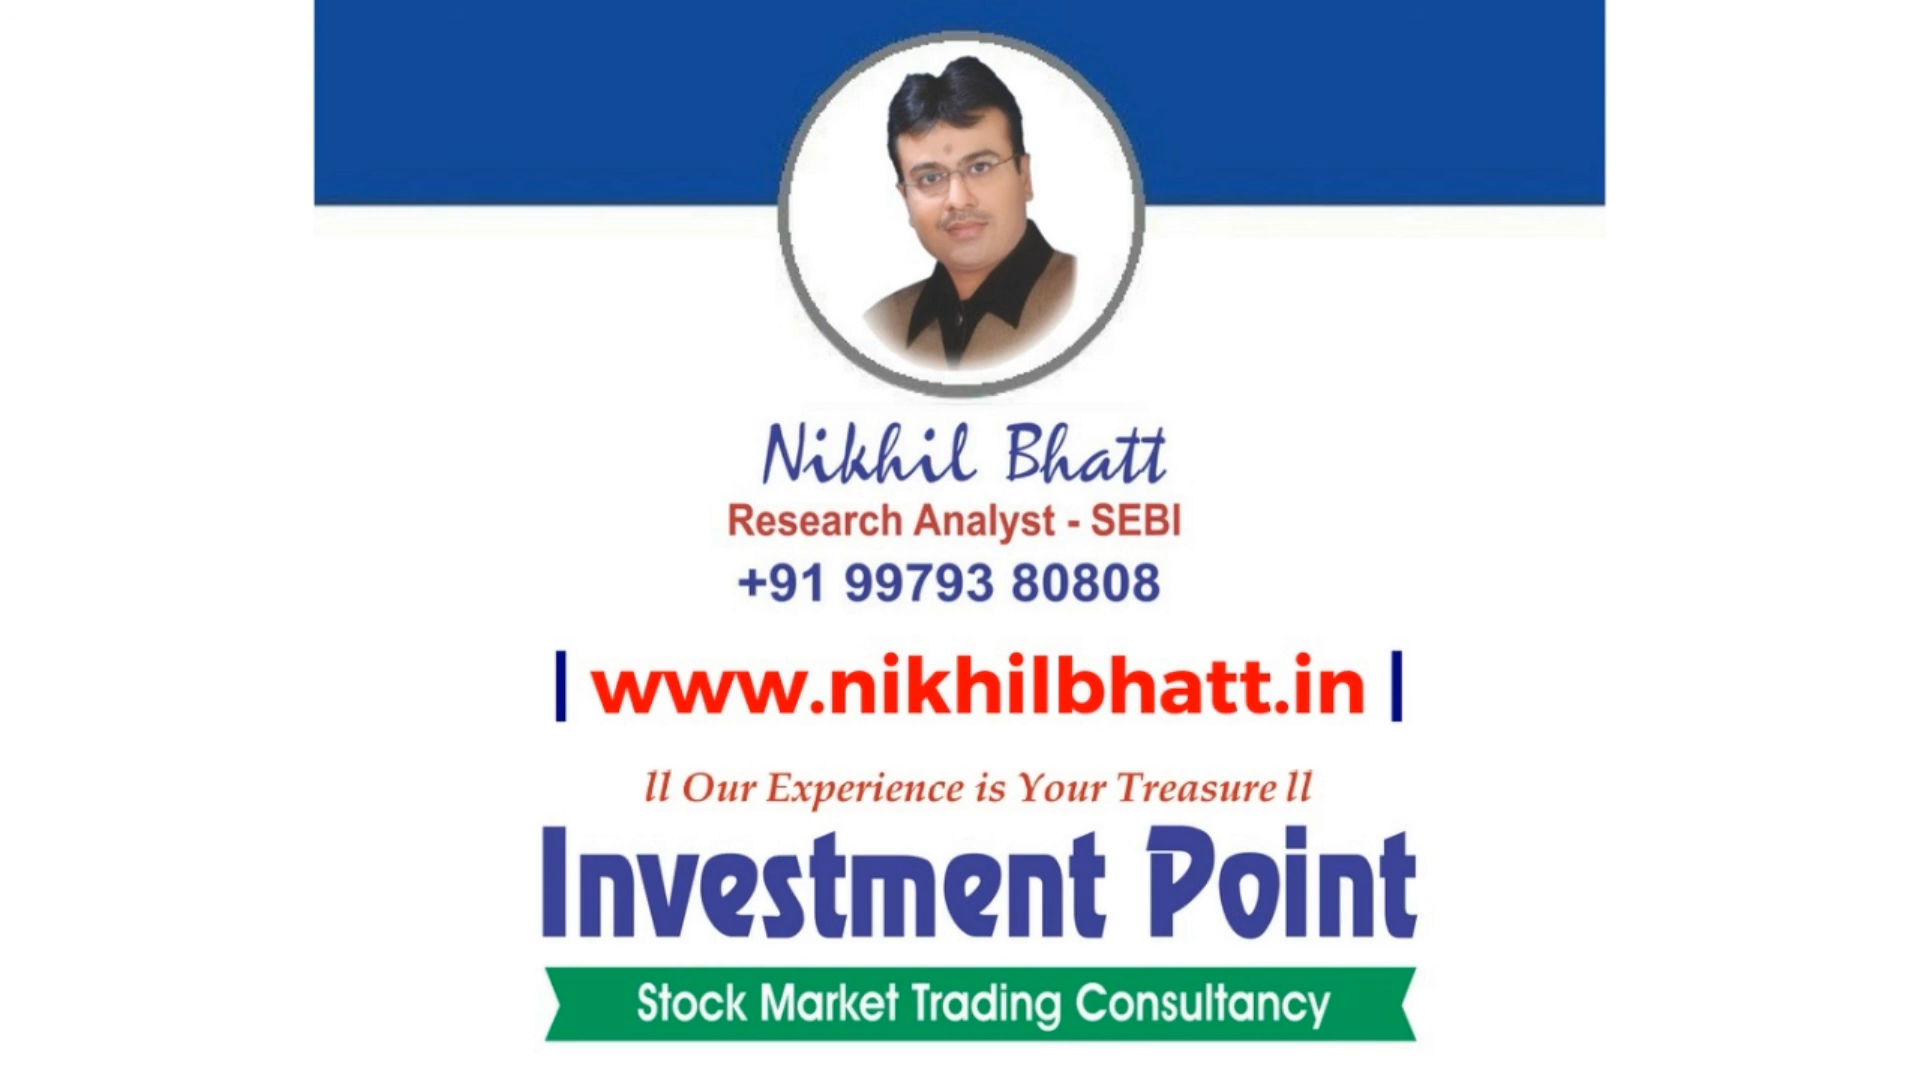 Nikhil Bhatt
Research Analyst - SEBI
+91 99793 80808
| www.nikhilbhatt.in |
ll Our Experience is Your Treasure ll
Investment Point
Stock Market Trading Consultancy